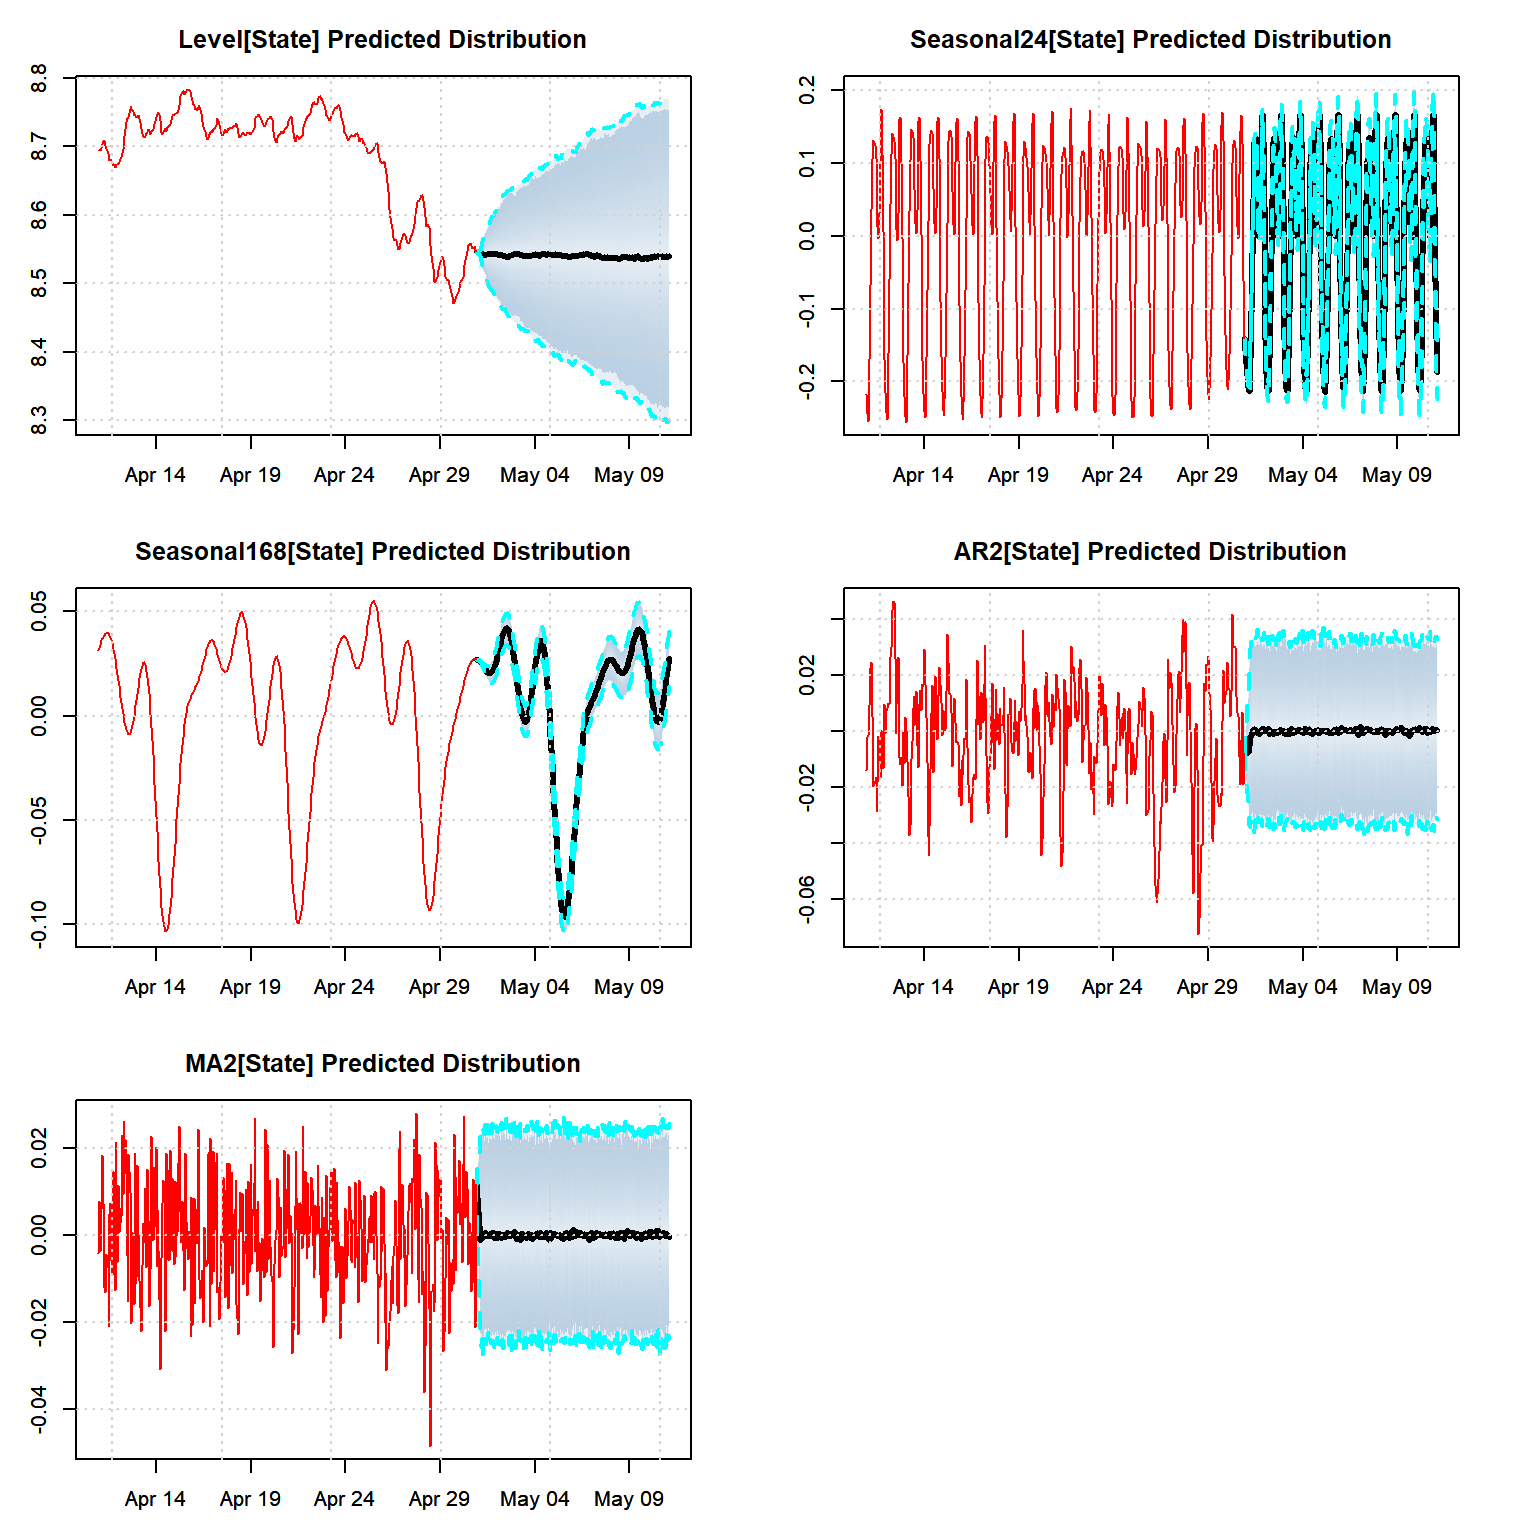 Level[State] Predicted Distribution
8.8
8.7
8.6
8.5
8.4
8.3
Apr 14 Apr 19 Apr 24 Apr 29 May 04 May 09
Seasonal24[State] Predicted Distribution
0.2
0.1
0.0
-0.1
-0.2
Apr 14 Apr 19 Apr 24 Apr 29 May 04 May 09
Seasonal168[State] Predicted Distribution
0.05
0.00
-0.05
-0.10
Apr 14 Apr 19 Apr 24 Apr 29 May 04 May 09
AR2[State] Predicted Distribution
0.02
-0.02
-0.06
Apr 14 Apr 19 Apr 24 Apr 29 May 04 May 09
MA2[State] Predicted Distribution
0.02
0.00
-0.02
-0.04
Apr 14 Apr 19 Apr 24 Apr 29 May 04 May 09